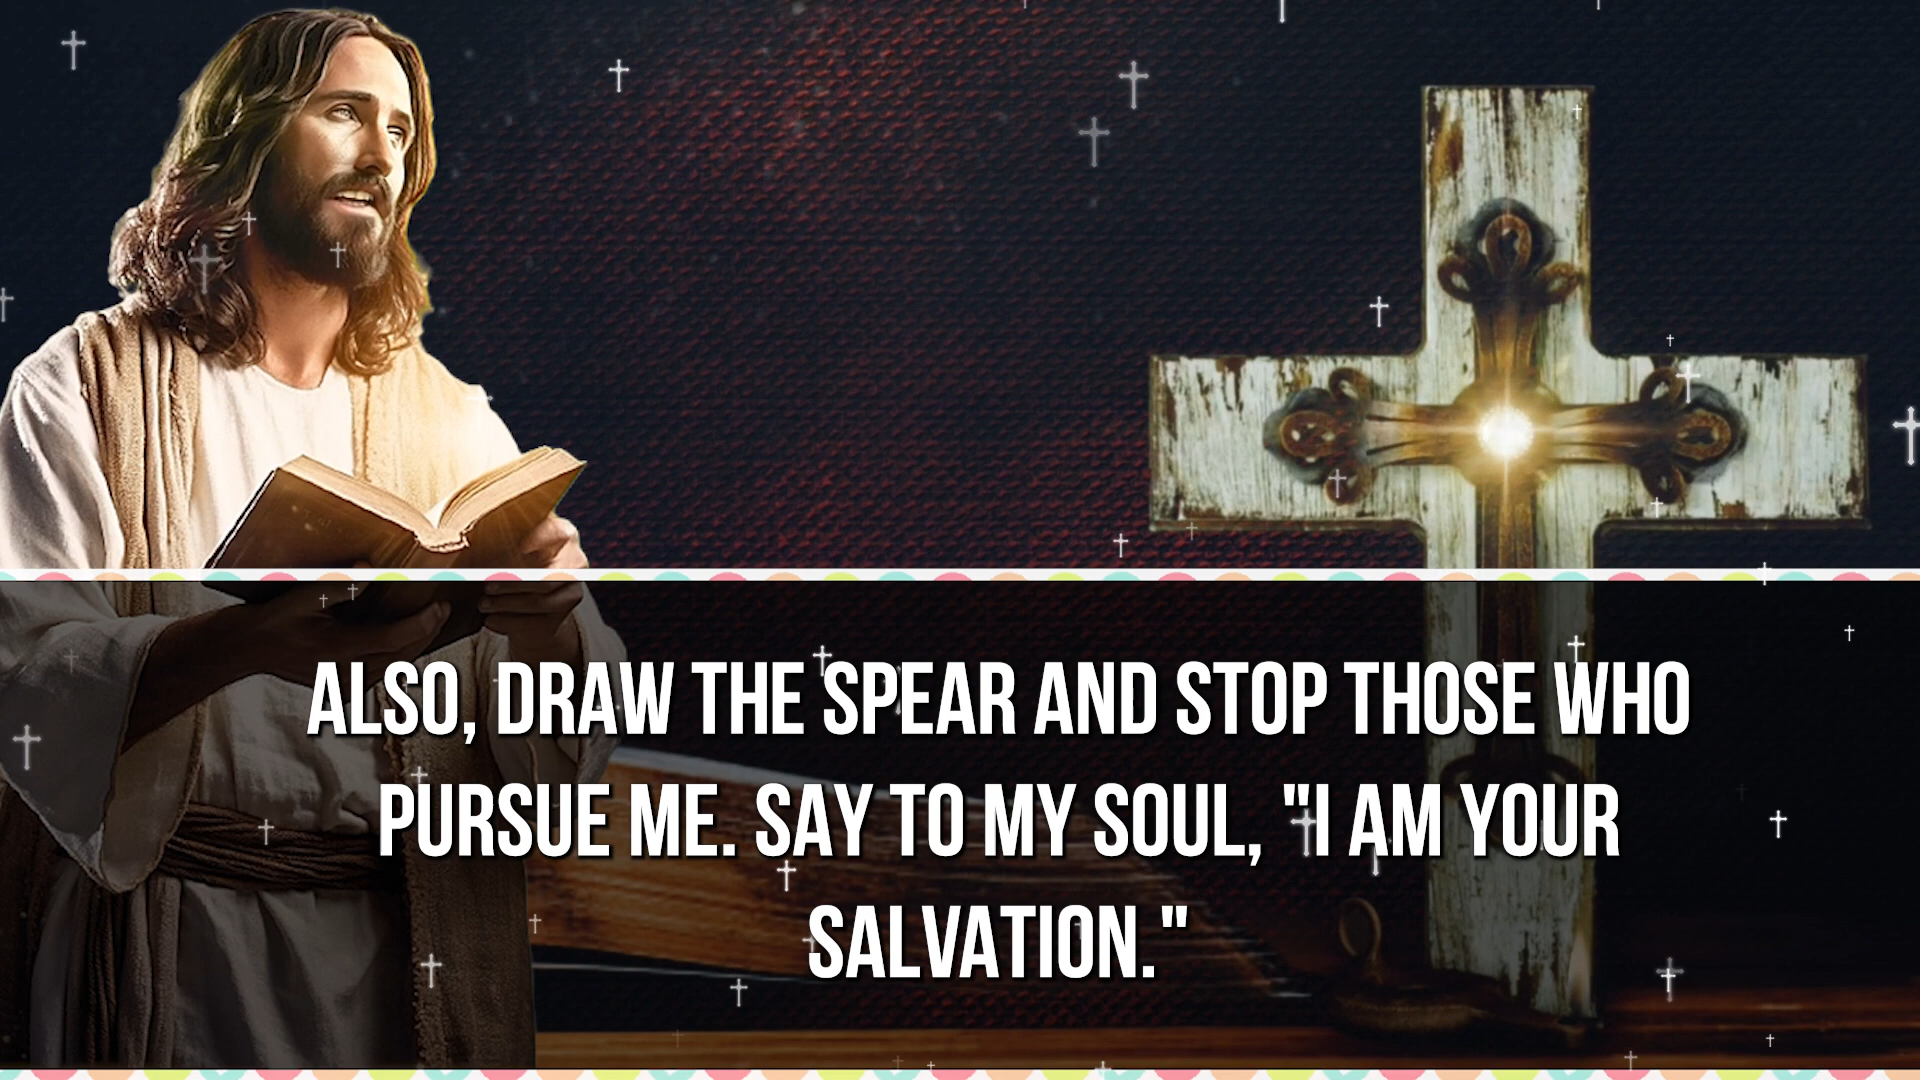 ALSO, DRAW THE SPEAR AND STOP THOSE WHO
PURSUE ME. SAY TO MY SOUL, "I AM YOUR
SALVATION."